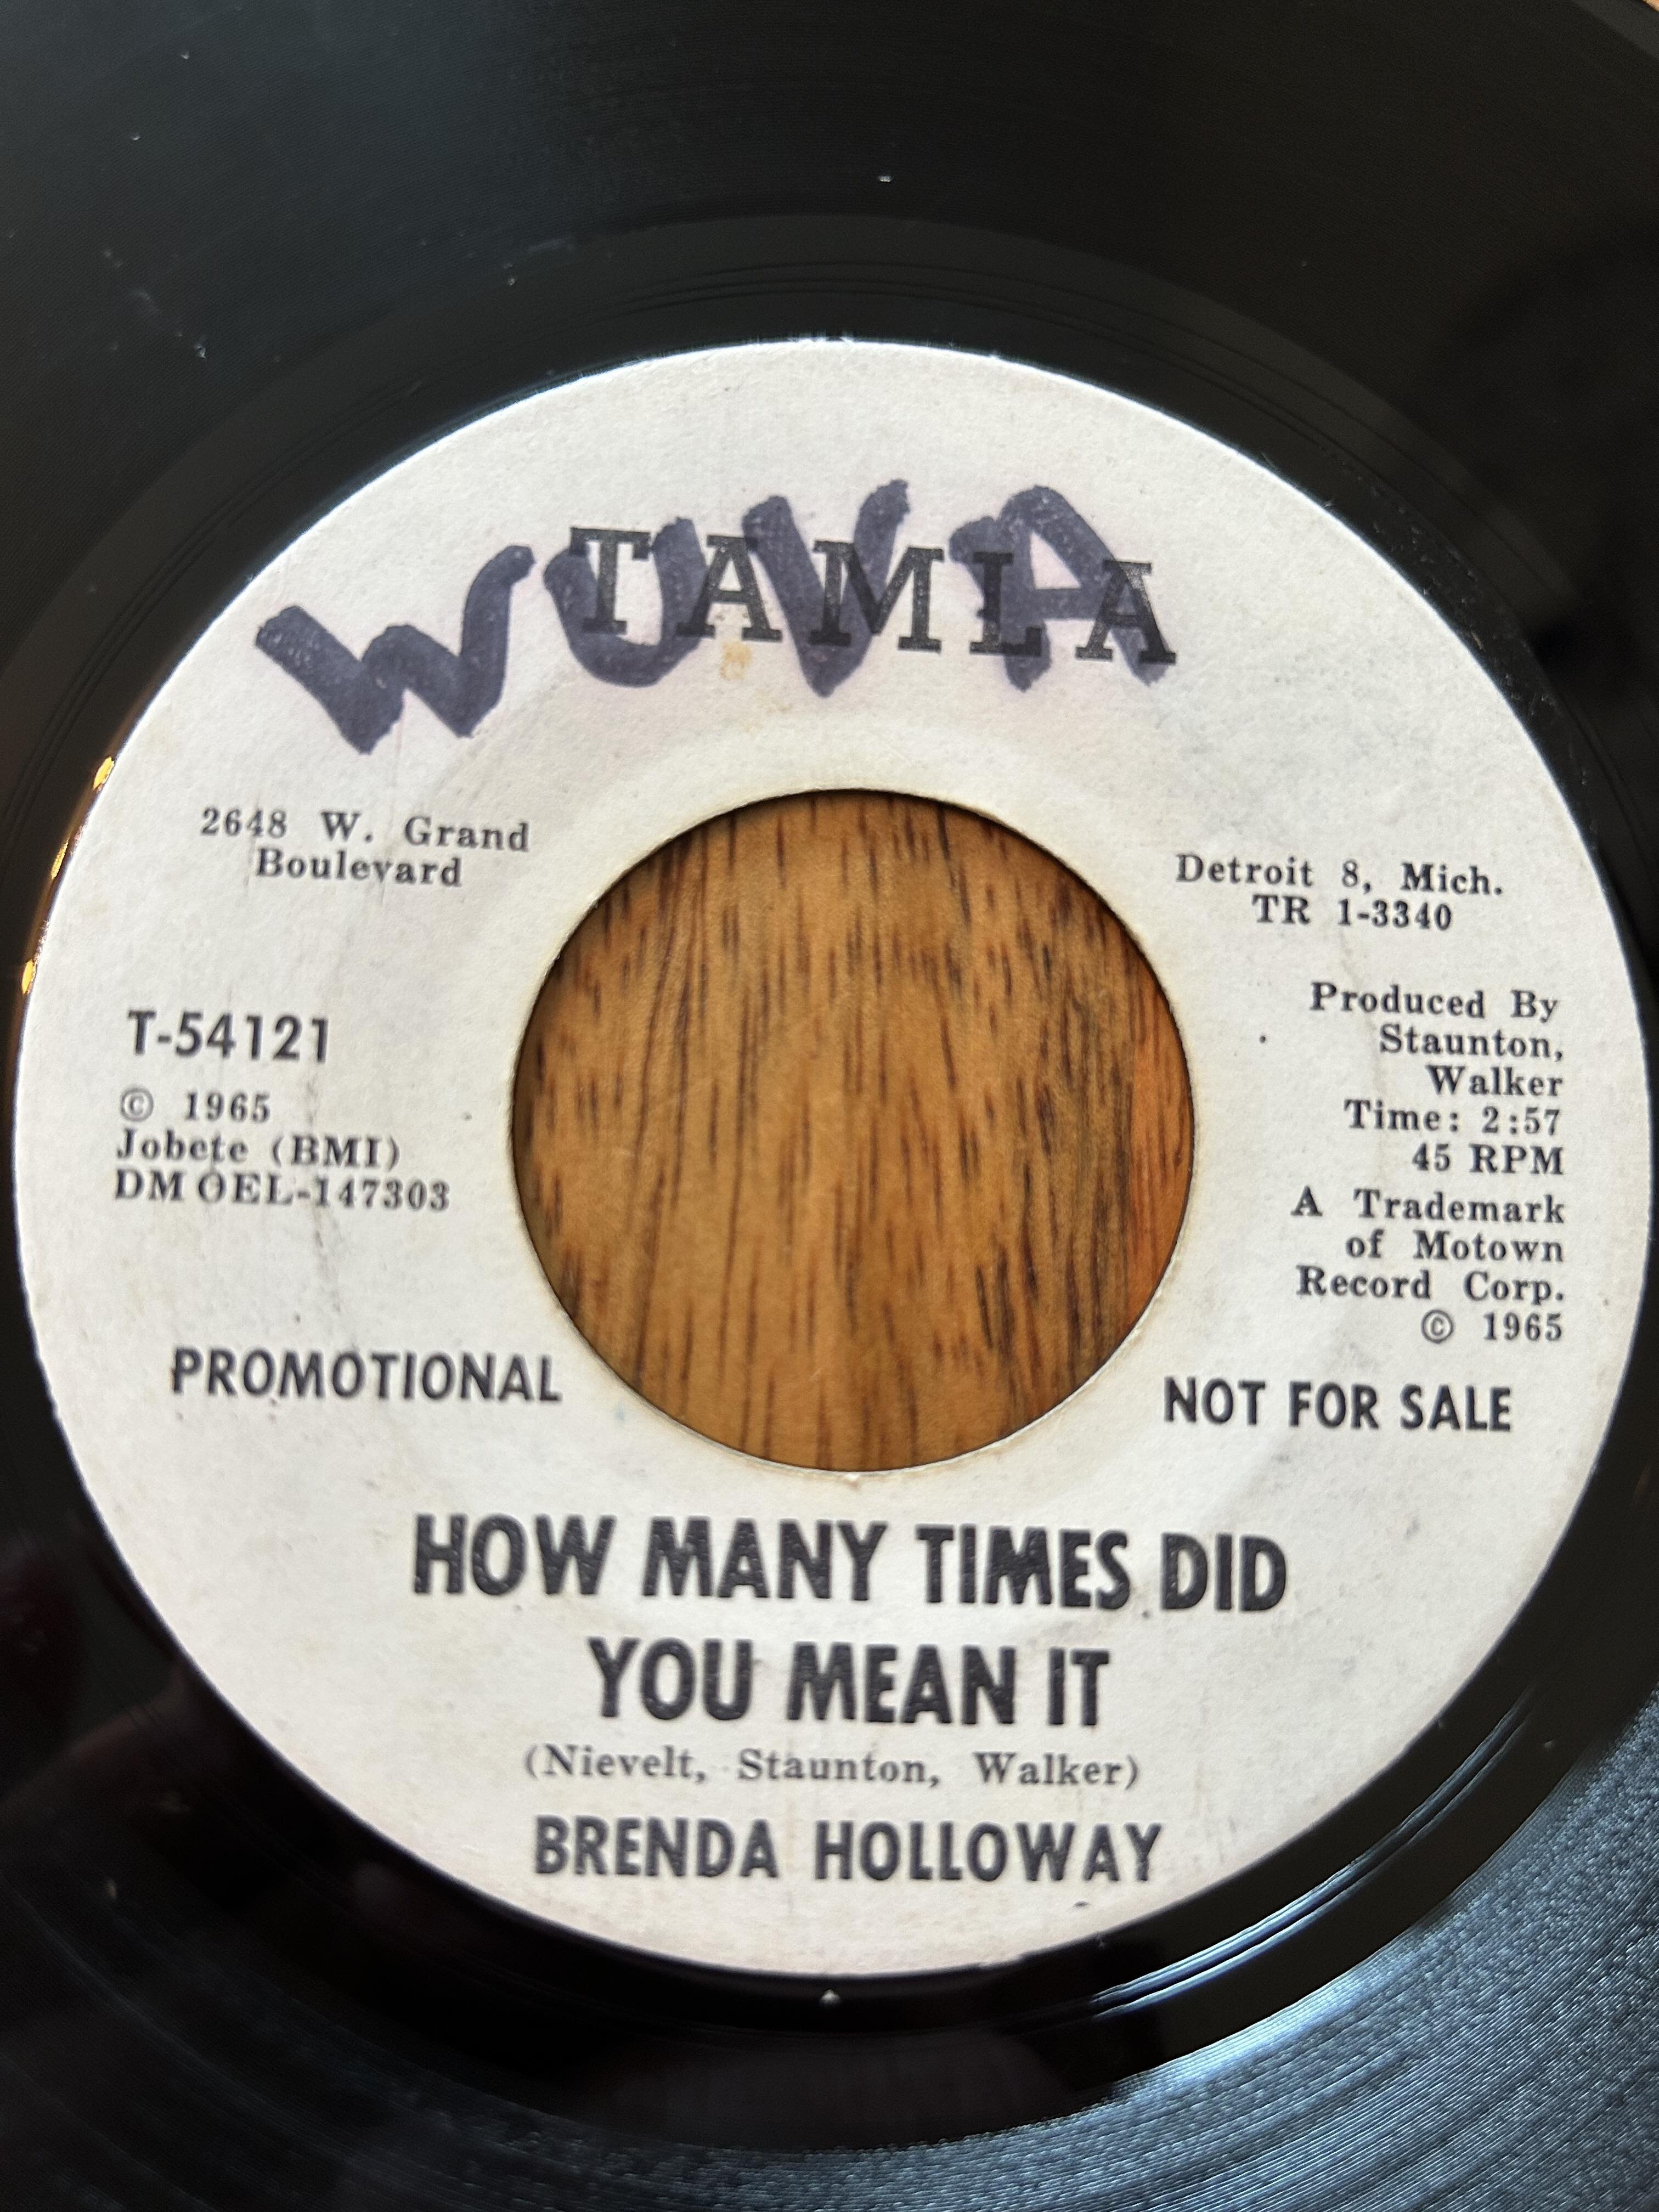 WUVA
TAMLA
2648 W. Grand
Boulevard
Detroit 8, Mich.
TR 1-3340
T-54121
© 1965
Jobete (BMI)
DM OEL-147303
Produced By
Staunton,
Walker
Time: 2:57
45 RPM
A Trademark
of Motown
Record Corp.
© 1965
PROMOTIONAL
NOT FOR SALE
HOW MANY TIMES DID
YOU MEAN IT
(Nievelt, Staunton, Walker)
BRENDA HOLLOWAY